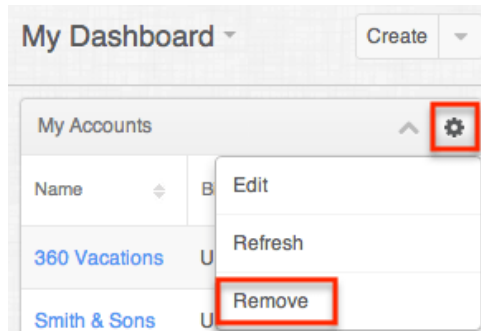 My Dashboard Create
My Accounts
Name B Edit
360 Vacations U Refresh
Smith & Sons U Remove